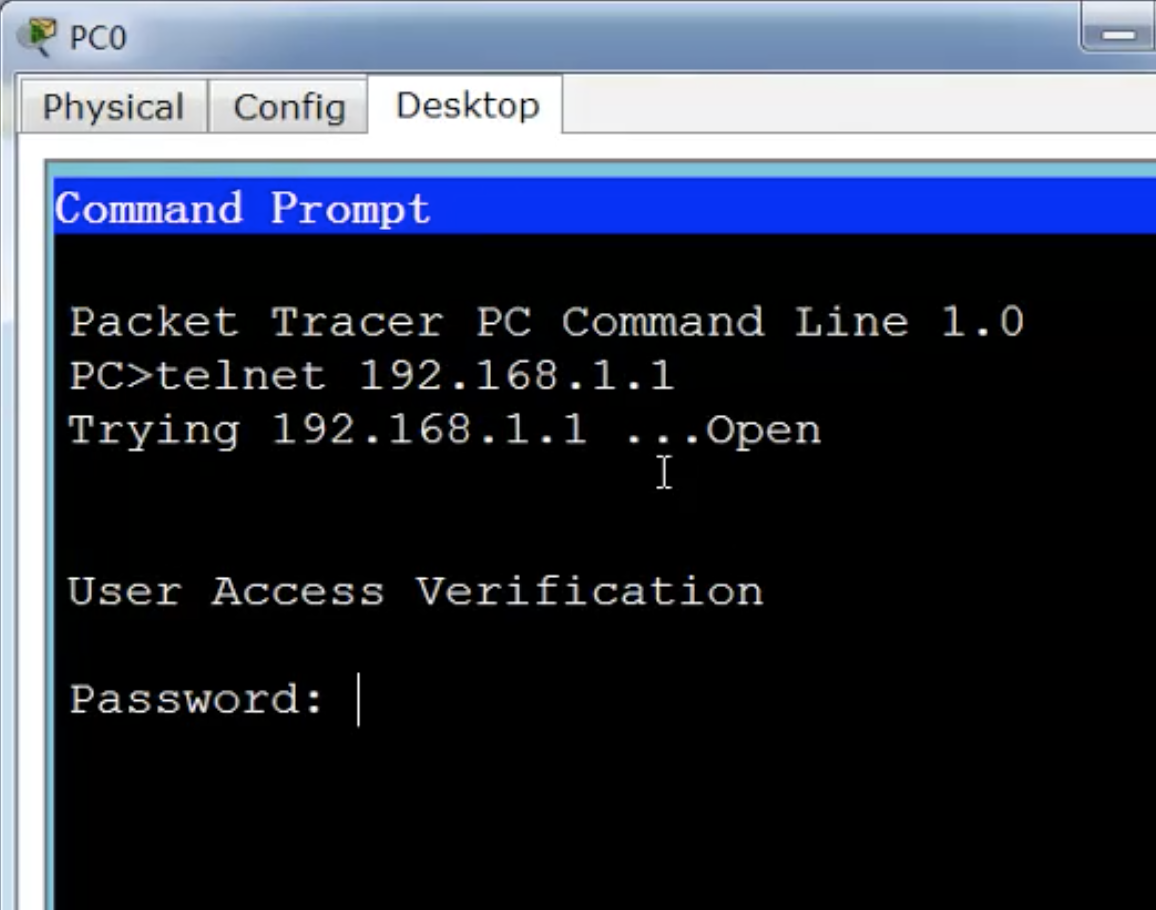 PC0
Physical Config Desktop
Command Prompt
Packet Tracer PC Command Line 1.0
PC>telnet 192.168.1.1
Trying 192.168.1.1 ...Open
User Access Verification
Password: